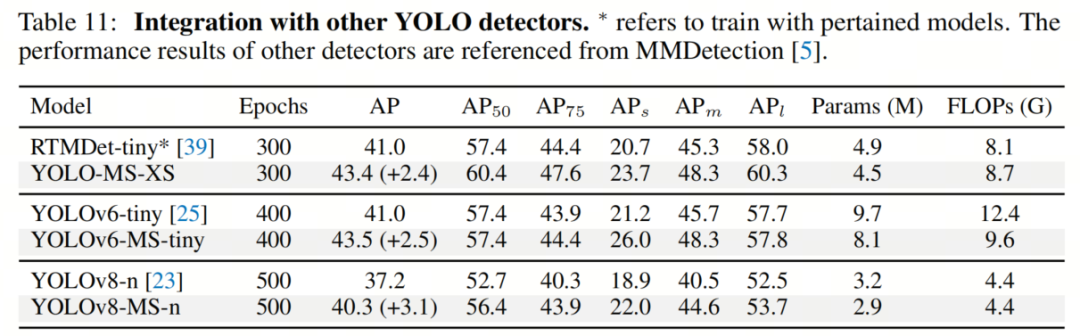 Table 11: Integration with other YOLO detectors. * refers to train with pertained models. The
performance results of other detectors are referenced from MMDetection [5].
Model Epochs AP AP50 AP75 APs APm APl Params (M) FLOPs (G)
RTMDet-tiny* [39] 300 41.0 57.4 44.4 20.7 45.3 58.0 4.9 8.1
YOLO-MS-XS 300 43.4 (+2.4) 60.4 47.6 23.7 48.3 60.3 4.5 8.7
YOLOv6-tiny [25] 400 41.0 57.4 43.9 21.2 45.7 57.7 9.7 12.4
YOLOv6-MS-tiny 400 43.5 (+2.5) 57.4 44.4 26.0 48.3 57.8 8.1 9.6
YOLOv8-n [23] 500 37.2 52.7 40.3 18.9 40.5 52.5 3.2 4.4
YOLOv8-MS-n 500 40.3 (+3.1) 56.4 43.9 22.0 44.6 53.7 2.9 4.4